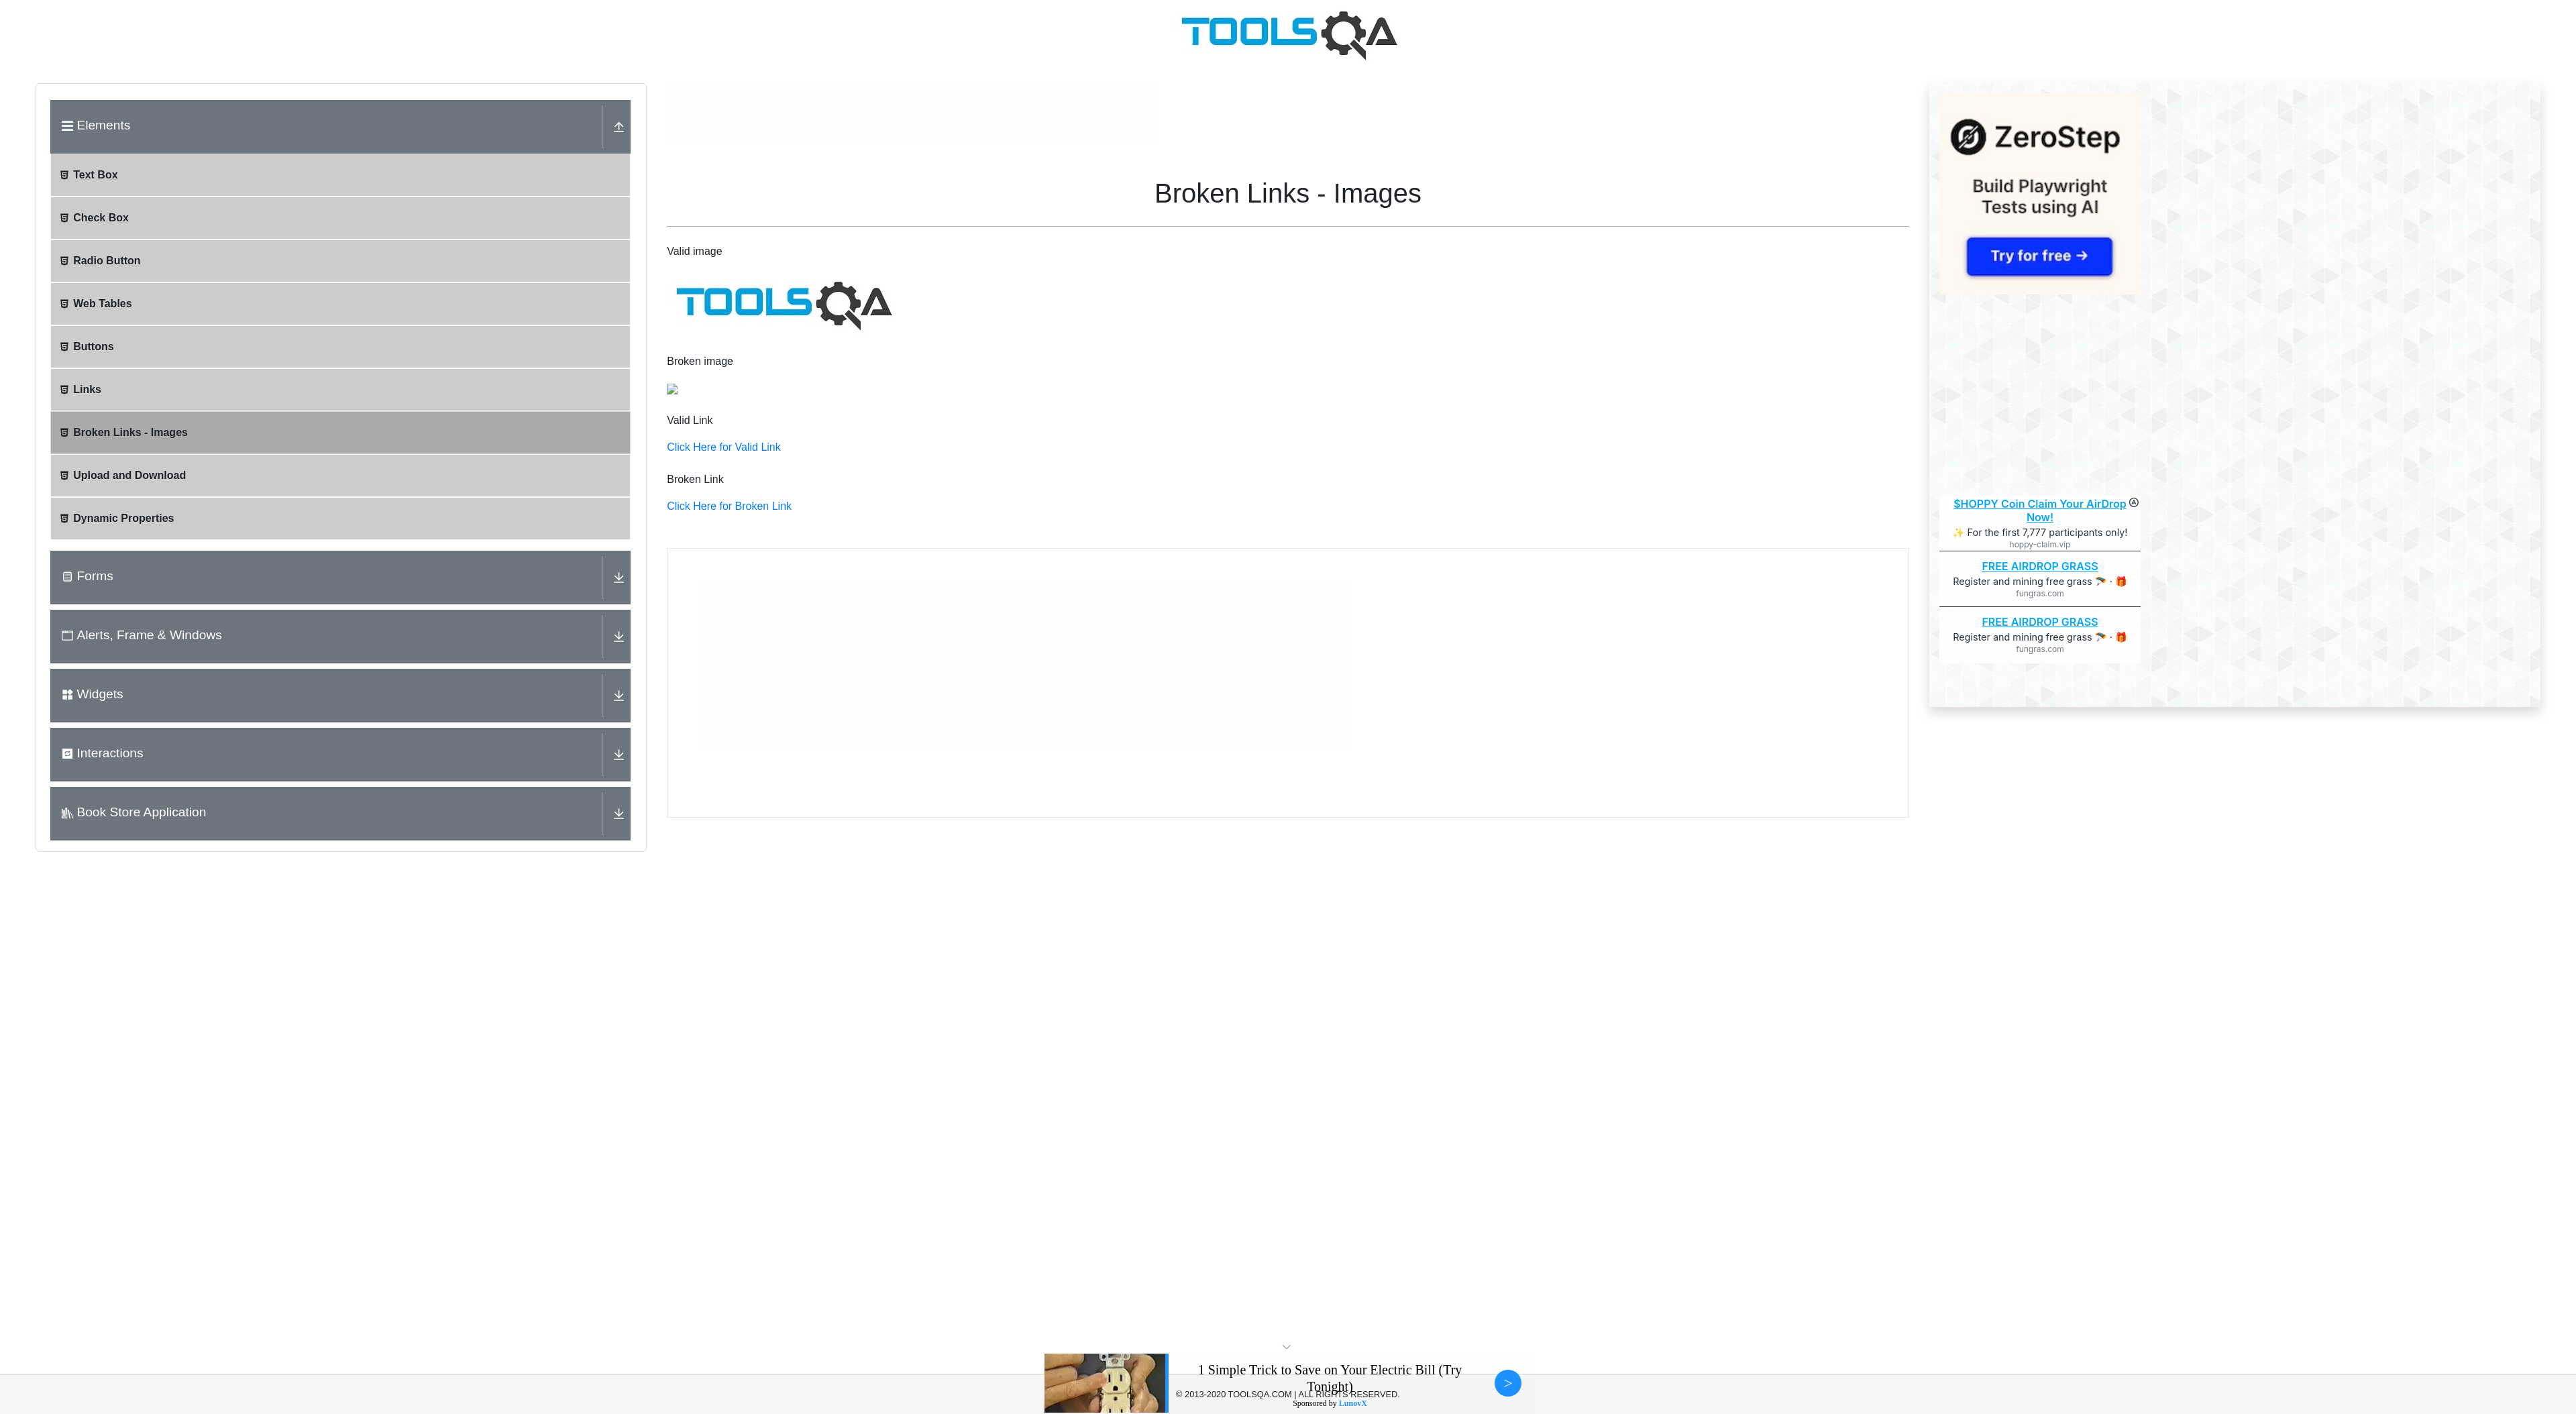 TOOLSQA
Elements
Text Box
Check Box
Radio Button
Web Tables
Buttons
Links
Broken Links - Images
Upload and Download
Dynamic Properties
Forms
Alerts, Frame & Windows
Widgets
Interactions
Book Store Application
Broken Links - Images
Valid image
TOOLSQA
Broken image
Valid Link
Click Here for Valid Link
Broken Link
Click Here for Broken Link
ZeroStep
Build Playwright
Tests using AI
Try for free →
$HOPPY Coin Claim Your AirDrop
Now!
✨ For the first 7,777 participants only!
hoppy-claim.vip
FREE AIRDROP GRASS
Register and mining free grass 🪂 · 🎁
fungras.com
FREE AIRDROP GRASS
Register and mining free grass 🪂 · 🎁
fungras.com
1 Simple Trick to Save on Your Electric Bill (Try
Tonight)
>
© 2013-2020 TOOLSQA.COM | ALL RIGHTS RESERVED.
Sponsored by LunovX